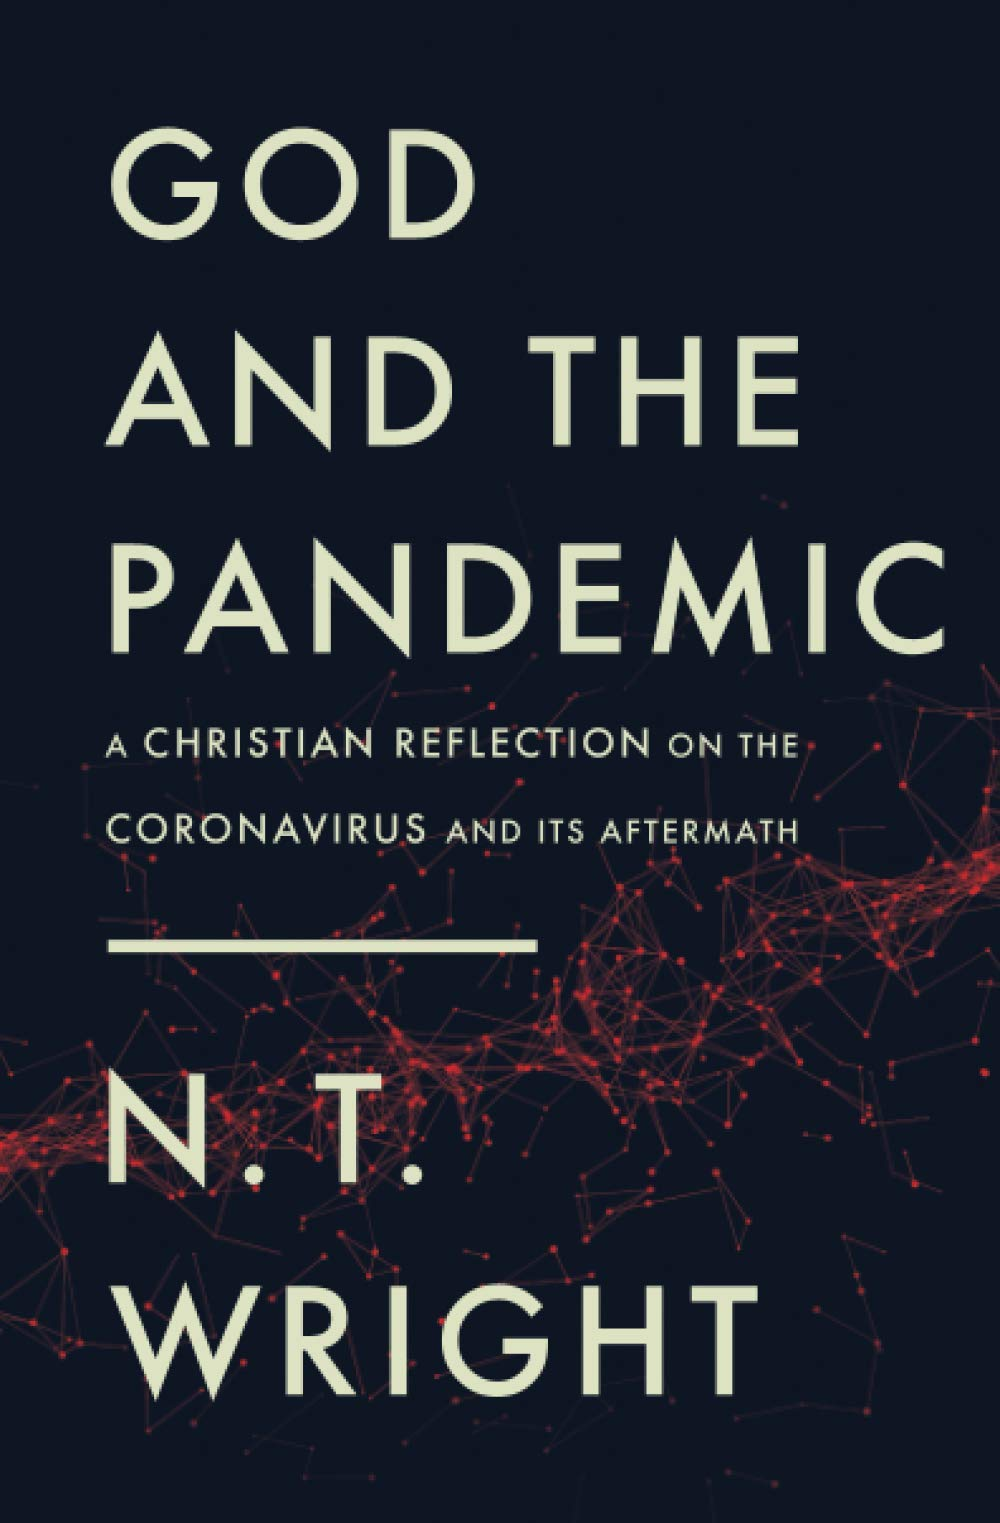 GOD
AND THE
PANDEMIC
A CHRISTIAN REFLECTION ON THE
CORONAVIRUS AND ITS AFTERMATH
N. T.
WRIGHT